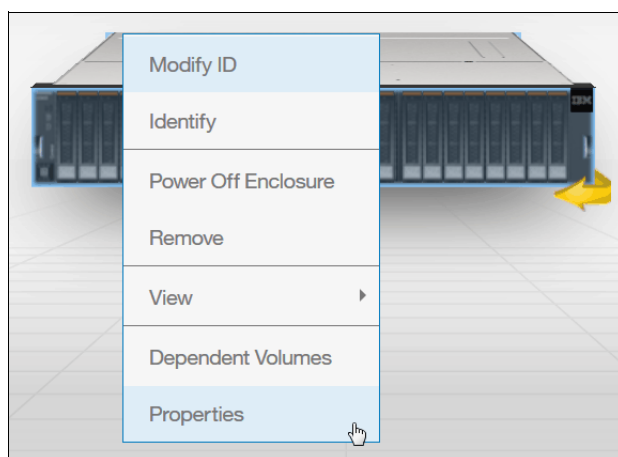 Modify ID
IBM
Identify
Power Off Enclosure
Remove
View
Dependent Volumes
Properties